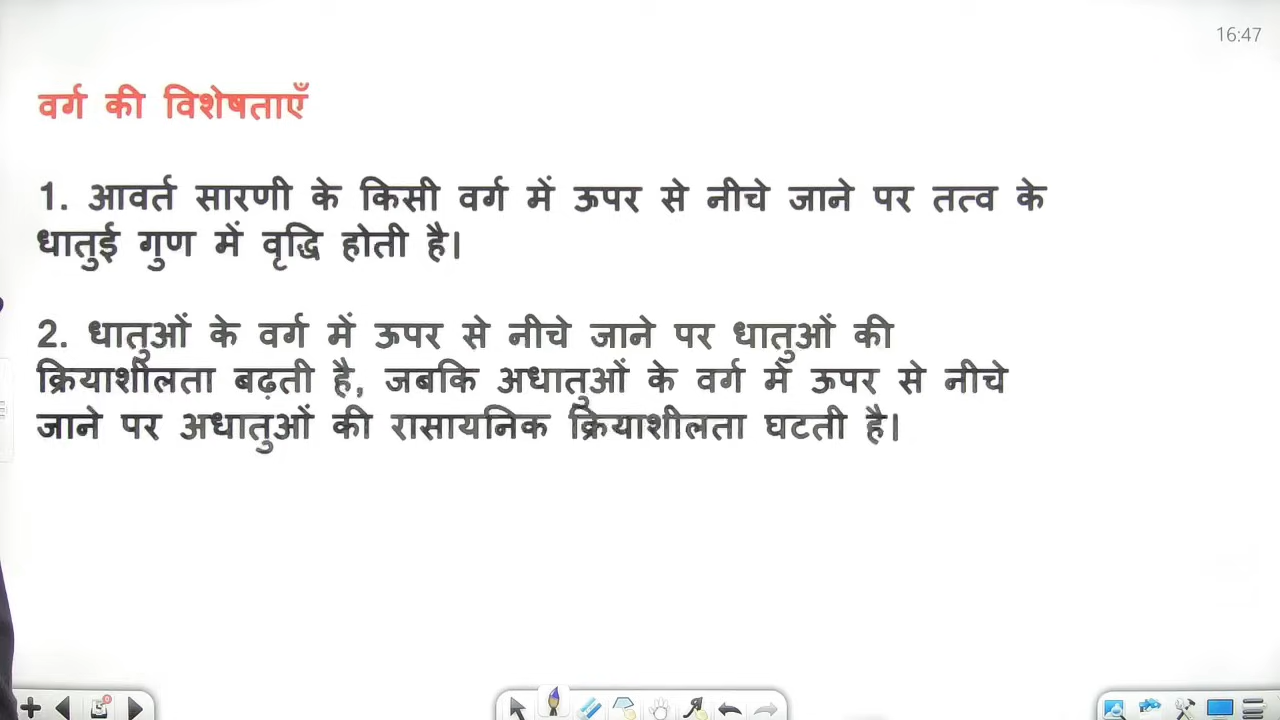 16:47
वर्ग की विशेषताएँ
1. आवर्त सारणी के किसी वर्ग में ऊपर से नीचे जाने पर तत्व के
धातुई गुण में वृद्धि होती है।
2. धातुओं के वर्ग में ऊपर से नीचे जाने पर धातुओं की
क्रियाशीलता बढ़ती है, जबकि अधातुओं के वर्ग में ऊपर से नीचे
जाने पर अधातुओं की रासायनिक क्रियाशीलता घटती है।